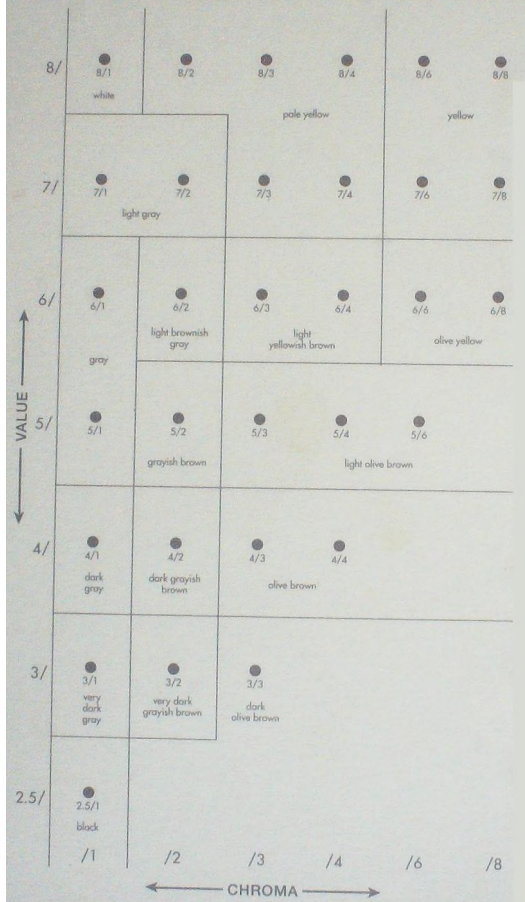 8/
8/1 8/2 8/3 8/4 8/6 8/8
white
pale yellow yellow
7/
7/1 7/2 7/3 7/4 7/6 7/8
light gray
6/
6/1 6/2 6/3 6/4 6/6 6/8
light brownish
gray
light
yellowish brown
olive yellow
gray
VALUE
5/
5/1 5/2 5/3 5/4 5/6
grayish brown light olive brown
4/
4/1 4/2 4/3 4/4
dark
gray
dark grayish
brown
olive brown
3/
3/1 3/2 3/3
very
dark
gray
very dark
grayish brown
dark
olive brown
2.5/
2.5/1
black
/1 /2 /3 /4 /6 /8
CHROMA